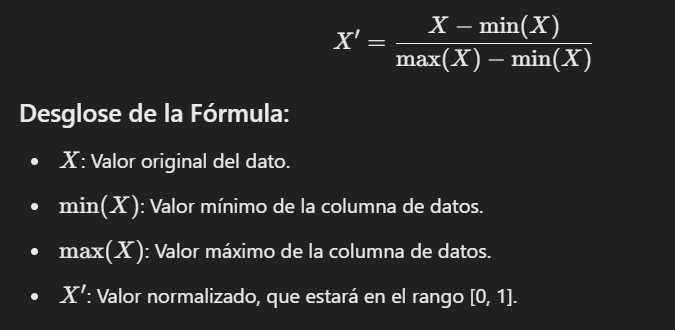 X′ = (X − min(X)) / (max(X) − min(X))
Desglose de la Fórmula:
• X: Valor original del dato.
• min(X): Valor mínimo de la columna de datos.
• max(X): Valor máximo de la columna de datos.
• X′: Valor normalizado, que estará en el rango [0, 1].